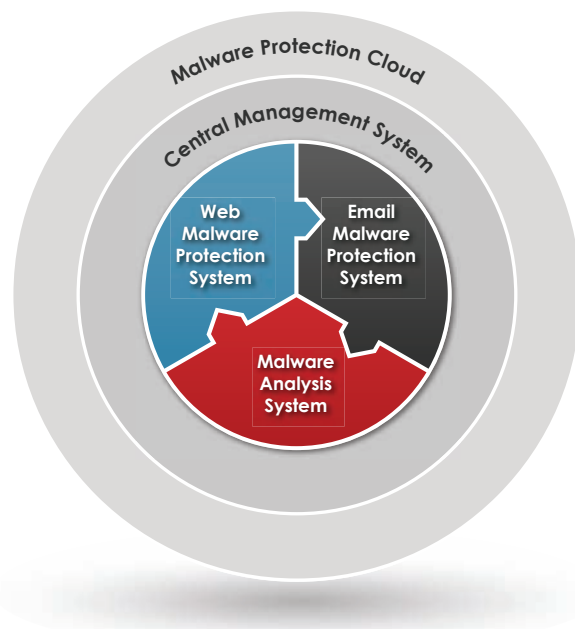 Malware Protection Cloud
Central Management System
Web
Malware
Protection
System
Email
Malware
Protection
System
Malware
Analysis
System